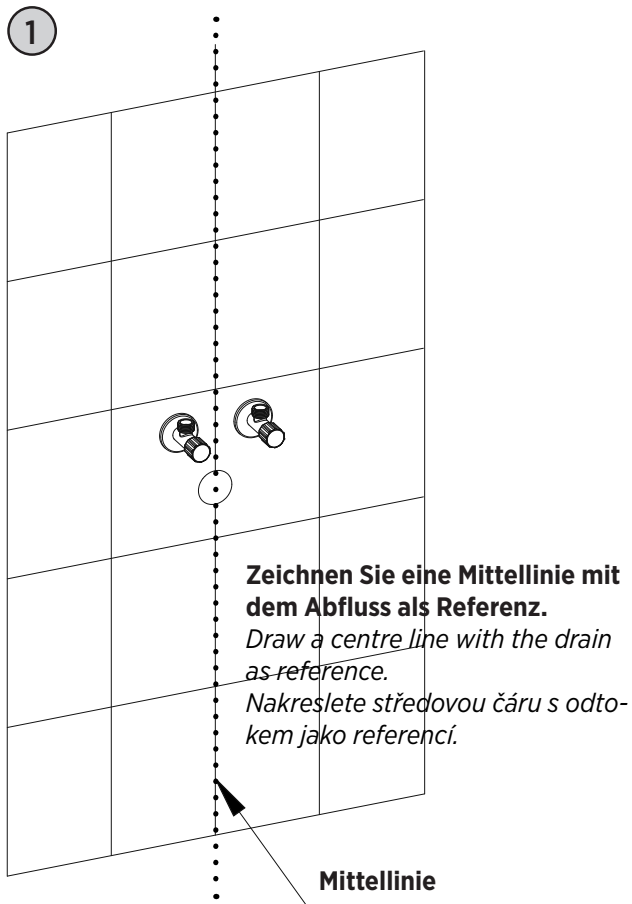 1
Zeichnen Sie eine Mittellinie mit
dem Abfluss als Referenz.
Draw a centre line with the drain
as reference.
Nakreslete středovou čáru s odto-
kem jako referencí.
Mittellinie